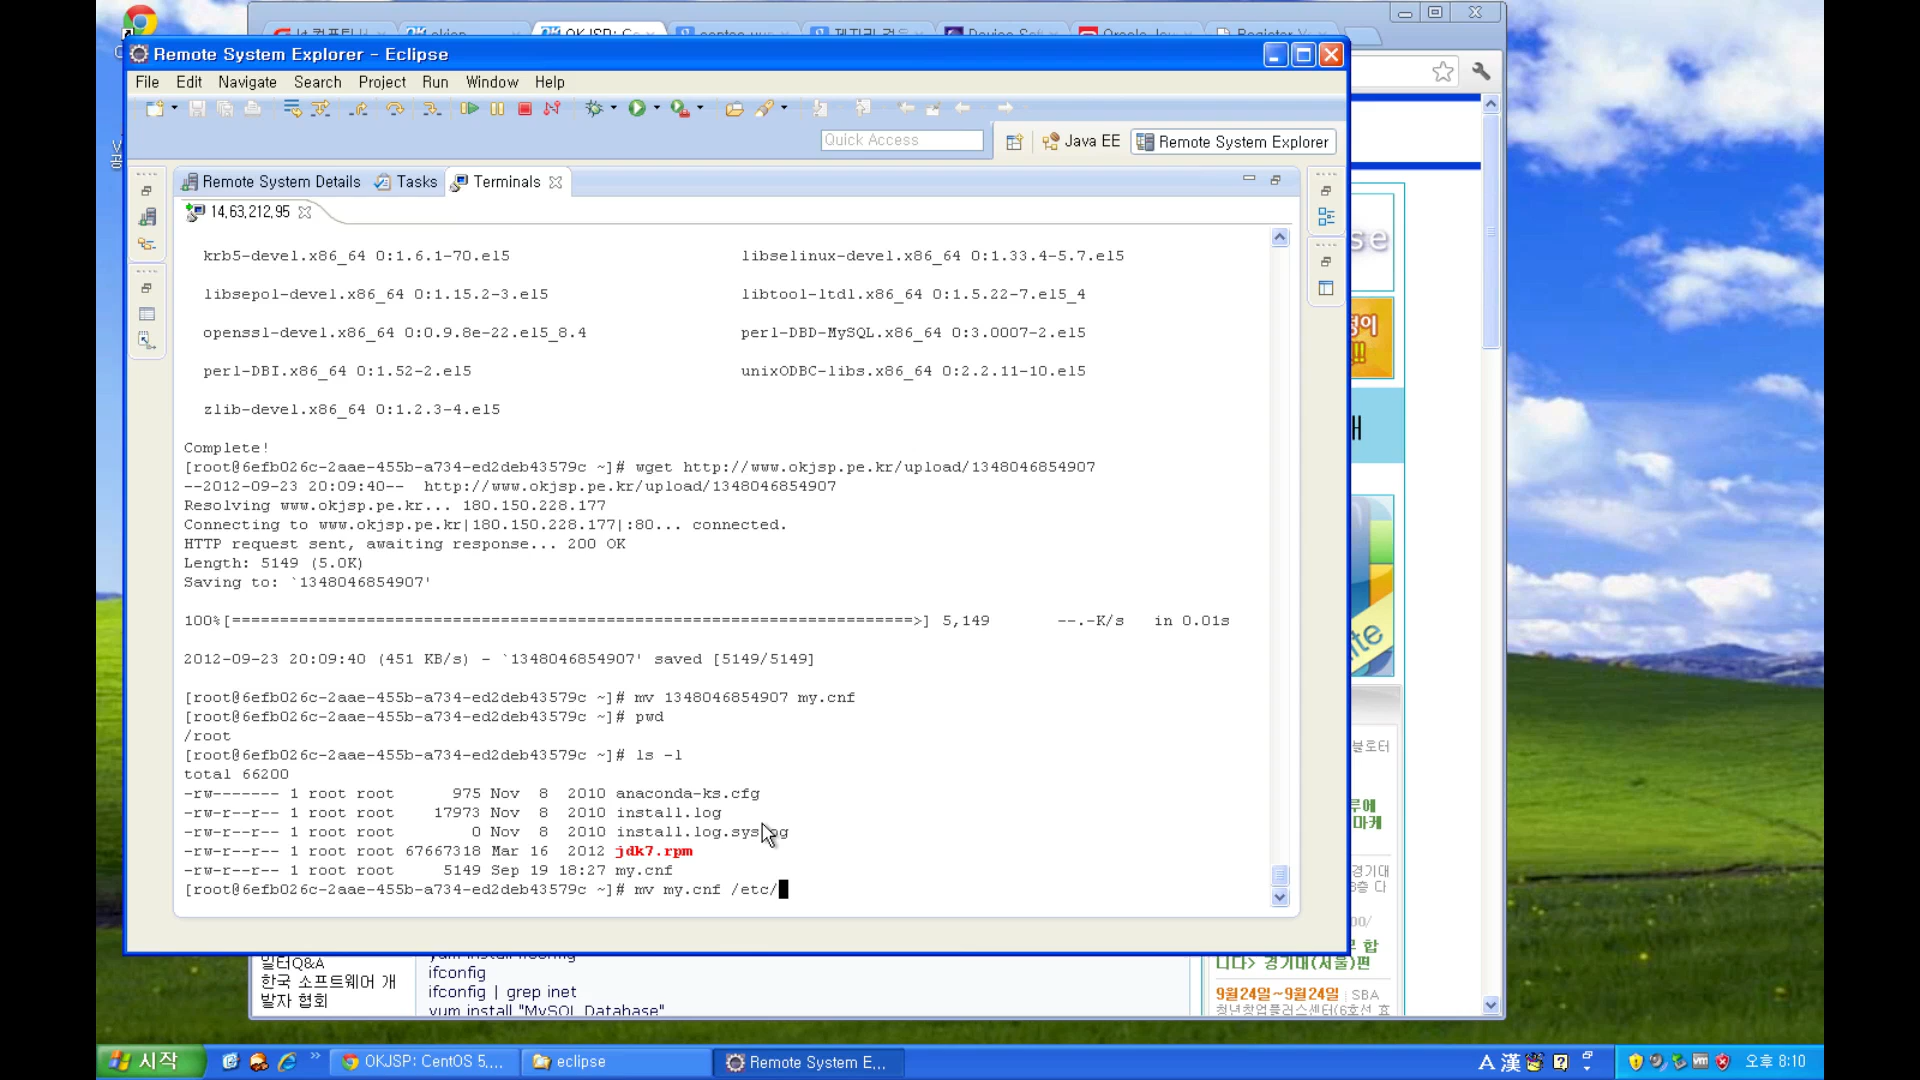 Remote System Explorer - Eclipse
File Edit Navigate Search Project Run Window Help
Quick Access
Java EE
Remote System Explorer
Remote System Details
Tasks
Terminals
14,63,212,95
krb5-devel.x86_64 0:1.6.1-70.el5 libselinux-devel.x86_64 0:1.33.4-5.7.el5
libsepol-devel.x86_64 0:1.15.2-3.el5 libtool-ltdl.x86_64 0:1.5.22-7.el5_4
openssl-devel.x86_64 0:0.9.8e-22.el5_8.4 perl-DBD-MySQL.x86_64 0:3.0007-2.el5
perl-DBI.x86_64 0:1.52-2.el5 unixODBC-libs.x86_64 0:2.2.11-10.el5
zlib-devel.x86_64 0:1.2.3-4.el5
Complete!
[root@6efb026c-2aae-455b-a734-ed2deb43579c ~]# wget http://www.okjsp.pe.kr/upload/1348046854907
--2012-09-23 20:09:40-- http://www.okjsp.pe.kr/upload/1348046854907
Resolving www.okjsp.pe.kr... 180.150.228.177
Connecting to www.okjsp.pe.kr|180.150.228.177|:80... connected.
HTTP request sent, awaiting response... 200 OK
Length: 5149 (5.0K)
Saving to: `1348046854907'
100%[======================================================================>] 5,149 --.-K/s in 0.01s
2012-09-23 20:09:40 (451 KB/s) - `1348046854907' saved [5149/5149]
[root@6efb026c-2aae-455b-a734-ed2deb43579c ~]# mv 1348046854907 my.cnf
[root@6efb026c-2aae-455b-a734-ed2deb43579c ~]# pwd
/root
[root@6efb026c-2aae-455b-a734-ed2deb43579c ~]# ls -l
total 66200
-rw------- 1 root root 975 Nov 8 2010 anaconda-ks.cfg
-rw-r--r-- 1 root root 17973 Nov 8 2010 install.log
-rw-r--r-- 1 root root 0 Nov 8 2010 install.log.syslog
-rw-r--r-- 1 root root 67667318 Mar 16 2012 jdk7.rpm
-rw-r--r-- 1 root root 5149 Sep 19 18:27 my.cnf
[root@6efb026c-2aae-455b-a734-ed2deb43579c ~]# mv my.cnf /etc/
일터Q&A
한국 소프트웨어 개
발자 협회
ifconfig
ifconfig | grep inet
yum install "MySQL Database"
니다> 경기대(서울)편
9월24일~9월24일 | SBA
시작
OKJSP: CentOS 5,...
eclipse
Remote System E...
A 漢
오후 8:10